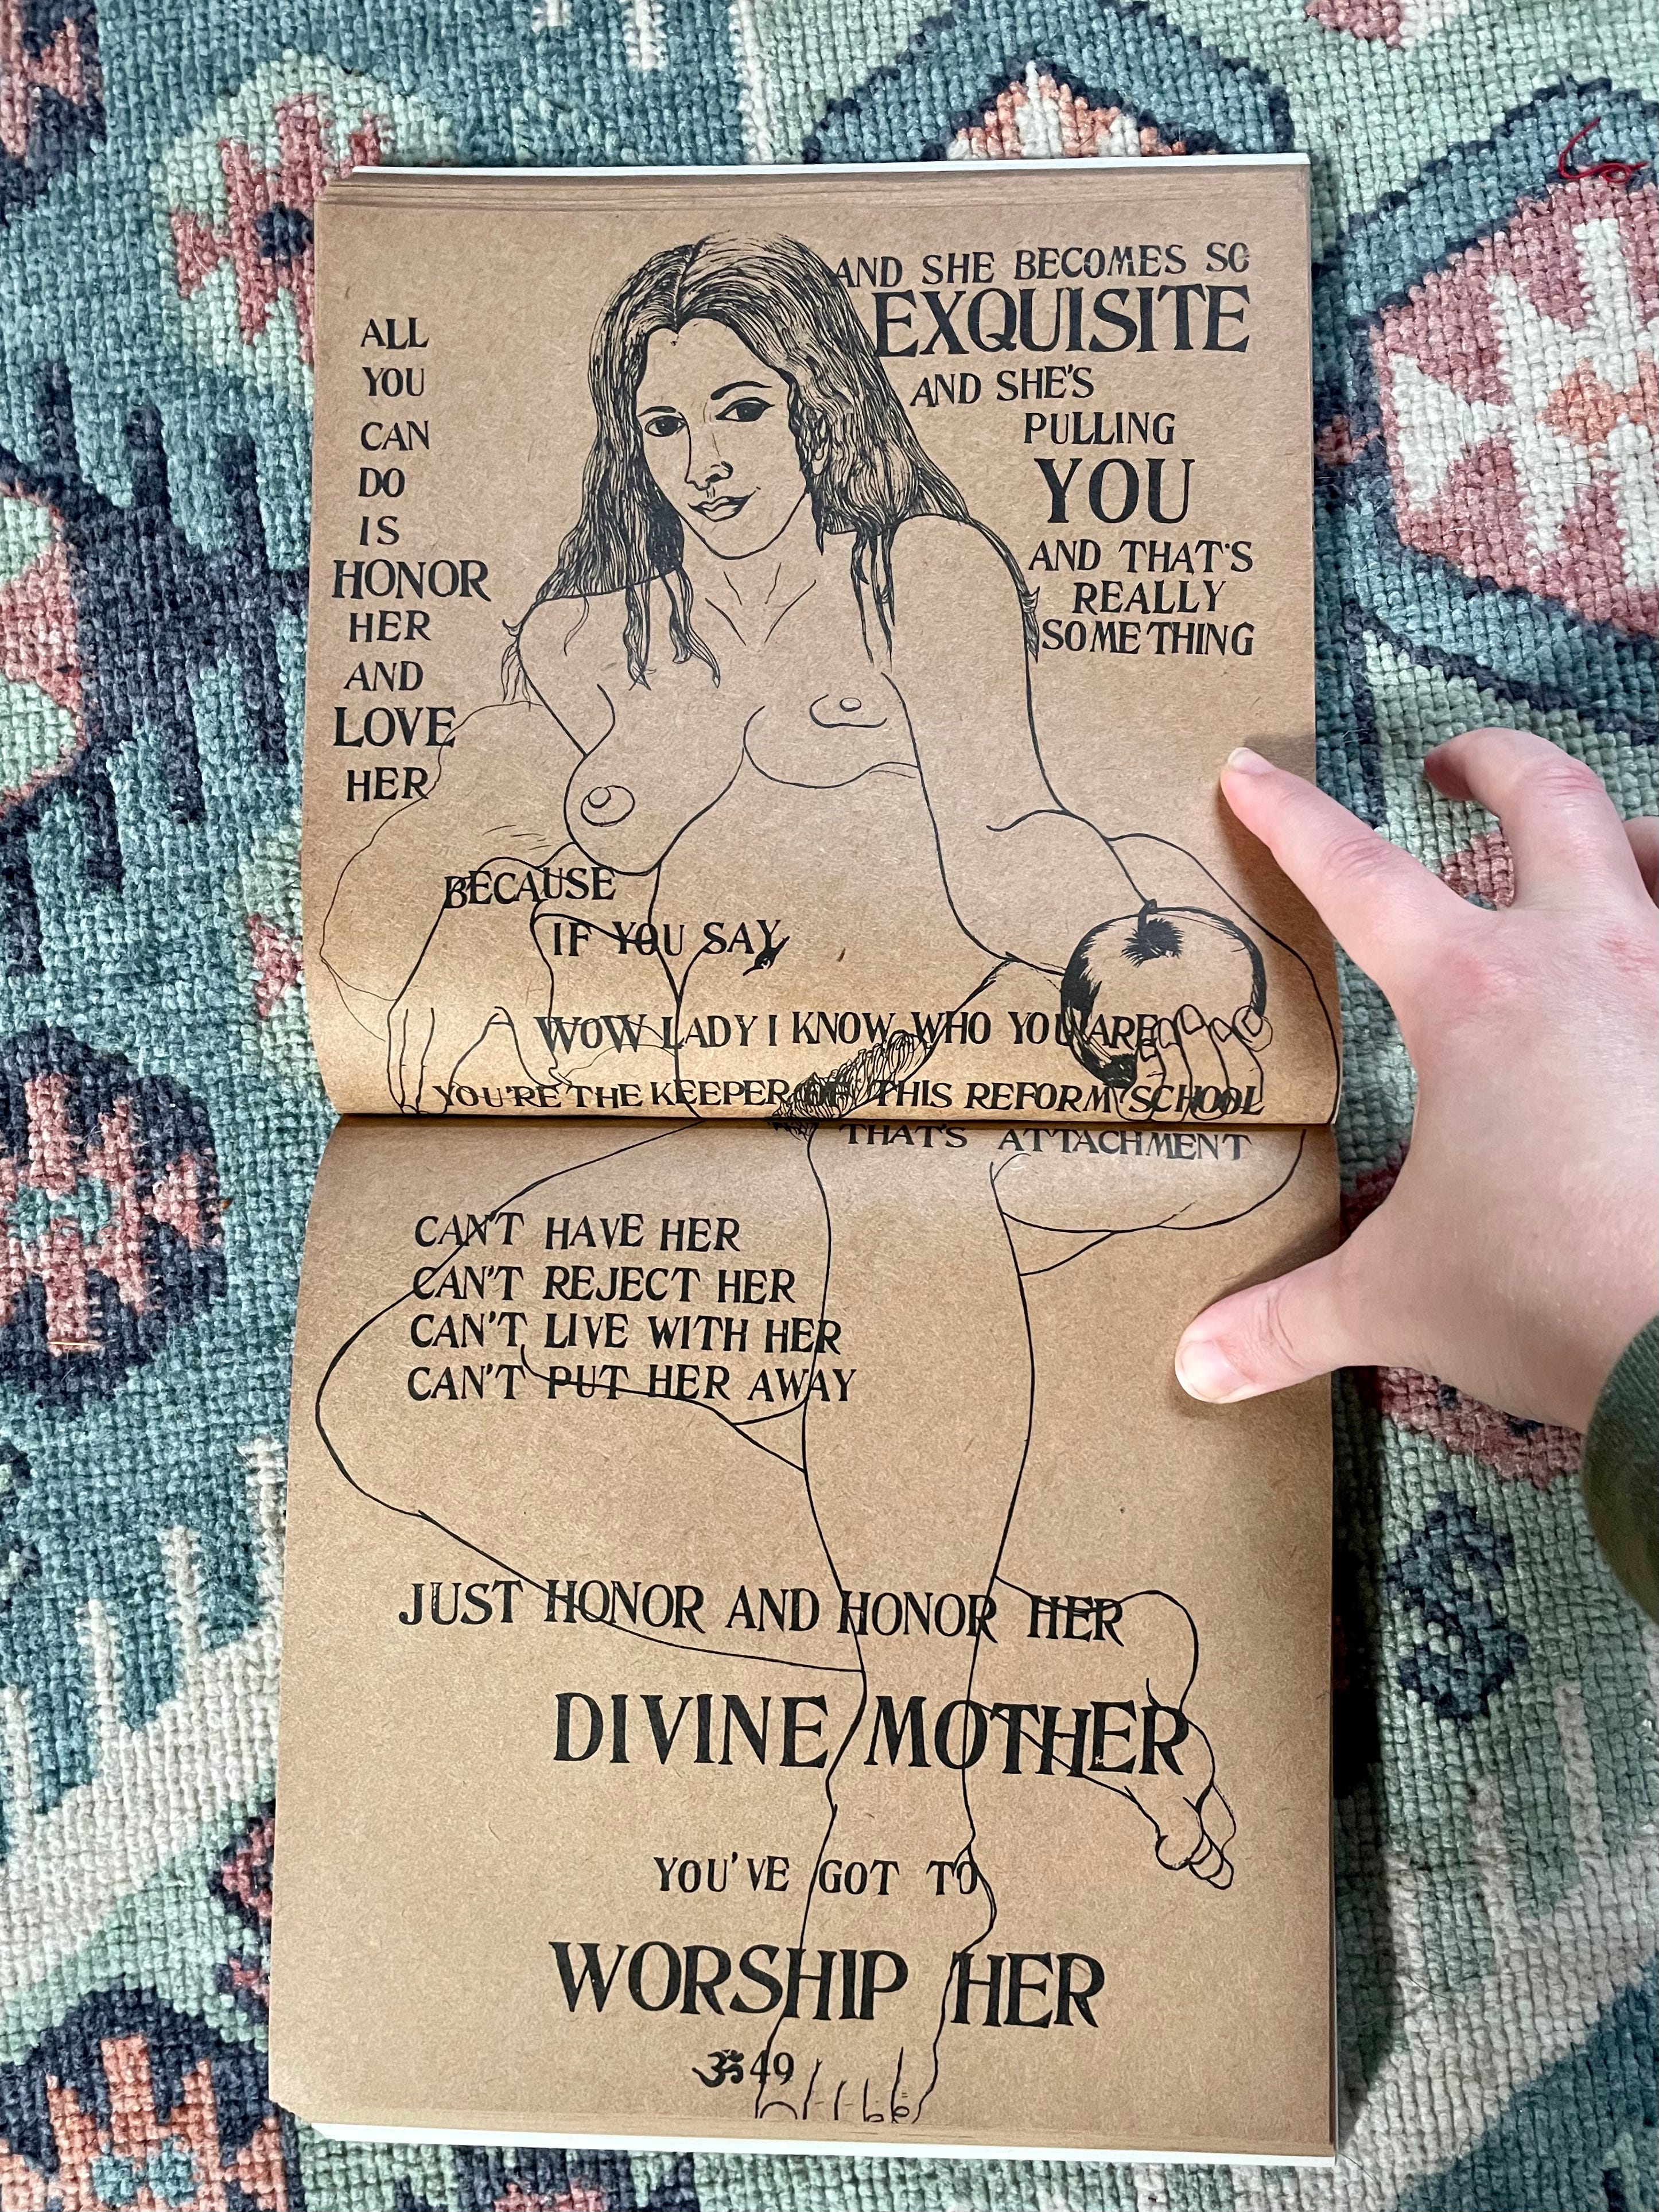 AND SHE BECOMES SO
EXQUISITE
AND SHE'S
PULLING
YOU
AND THAT'S
REALLY
SOMETHING
ALL
YOU
CAN
DO
IS
HONOR
HER
AND
LOVE
HER
BECAUSE
IF YOU SAY
WOW LADY I KNOW WHO YOU ARE
YOU'RE THE KEEPER OF THIS REFORM SCHOOL
THAT'S ATTACHMENT
CAN'T HAVE HER
CAN'T REJECT HER
CAN'T LIVE WITH HER
CAN'T PUT HER AWAY
JUST HONOR AND HONOR HER
DIVINE MOTHER
YOU'VE GOT TO
WORSHIP HER
ॐ 49